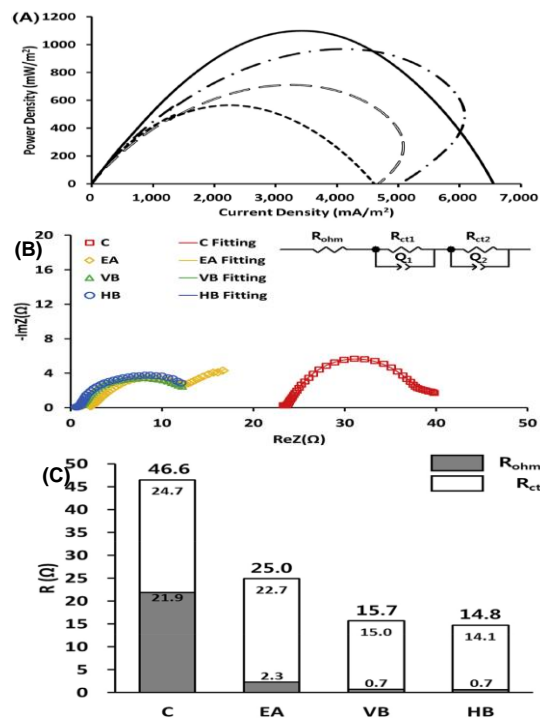 (A)
1200
1000
800
600
400
200
0
Power Density (mW/m²)
0 1,000 2,000 3,000 4,000 5,000 6,000 7,000
Current Density (mA/m²)
(B)
20
16
12
8
4
0
-ImZ(Ω)
C C Fitting
EA EA Fitting
VB VB Fitting
HB HB Fitting
Rohm Rct1 Rct2
Q1 Q2
0 10 20 30 40 50
ReZ(Ω)
(C)
Rohm
Rct
50
45
40
35
30
25
20
15
10
5
0
R (Ω)
46.6
24.7
21.9
25.0
22.7
2.3
15.7
15.0
0.7
14.8
14.1
0.7
C EA VB HB